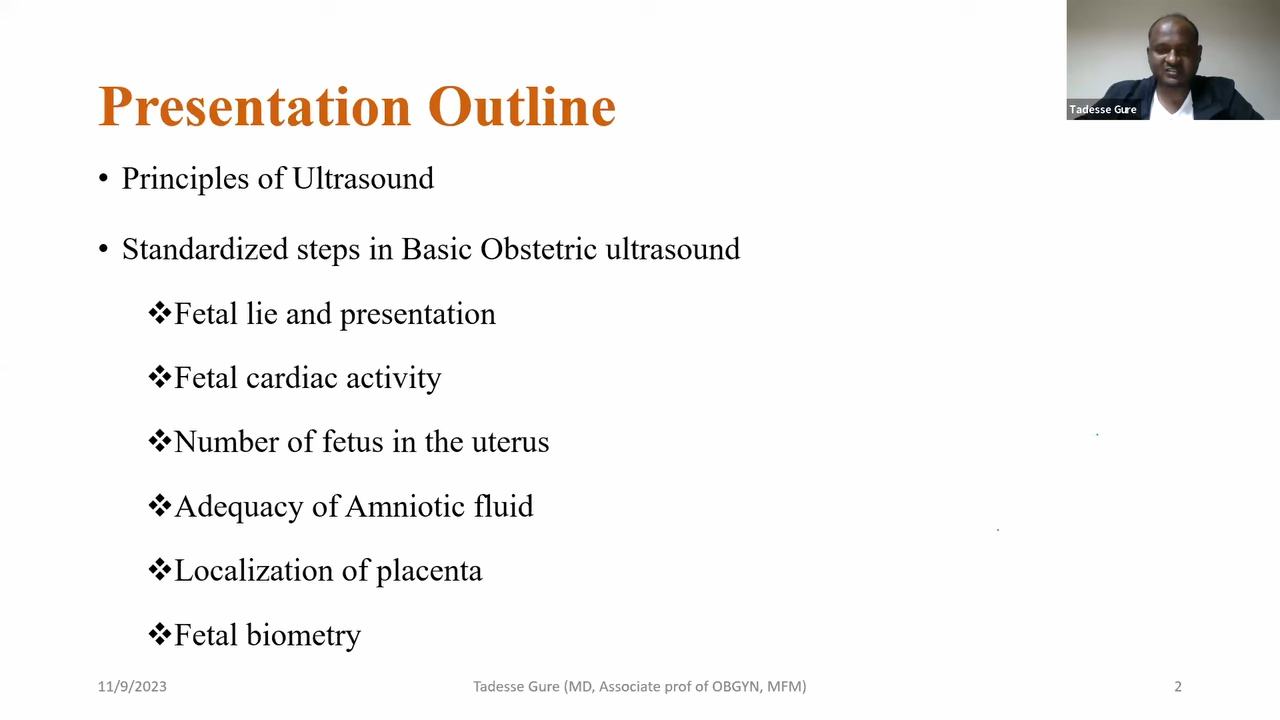 Presentation Outline
Tadesse Gure
• Principles of Ultrasound
• Standardized steps in Basic Obstetric ultrasound
❖Fetal lie and presentation
❖Fetal cardiac activity
❖Number of fetus in the uterus
❖Adequacy of Amniotic fluid
❖Localization of placenta
❖Fetal biometry
11/9/2023
Tadesse Gure (MD, Associate prof of OBGYN, MFM)
2